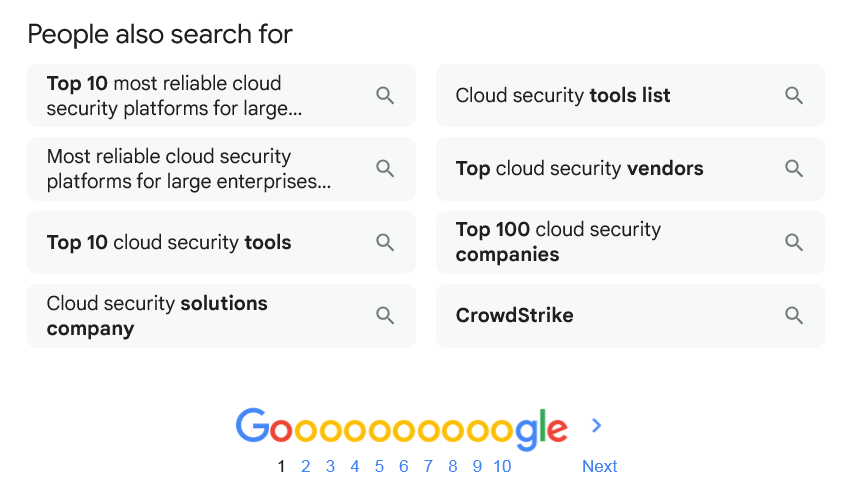 People also search for
Top 10 most reliable cloud
security platforms for large...
Cloud security tools list
Most reliable cloud security
platforms for large enterprises...
Top cloud security vendors
Top 10 cloud security tools
Top 100 cloud security
companies
Cloud security solutions
company
CrowdStrike
Goooooooooogle
1 2 3 4 5 6 7 8 9 10 Next